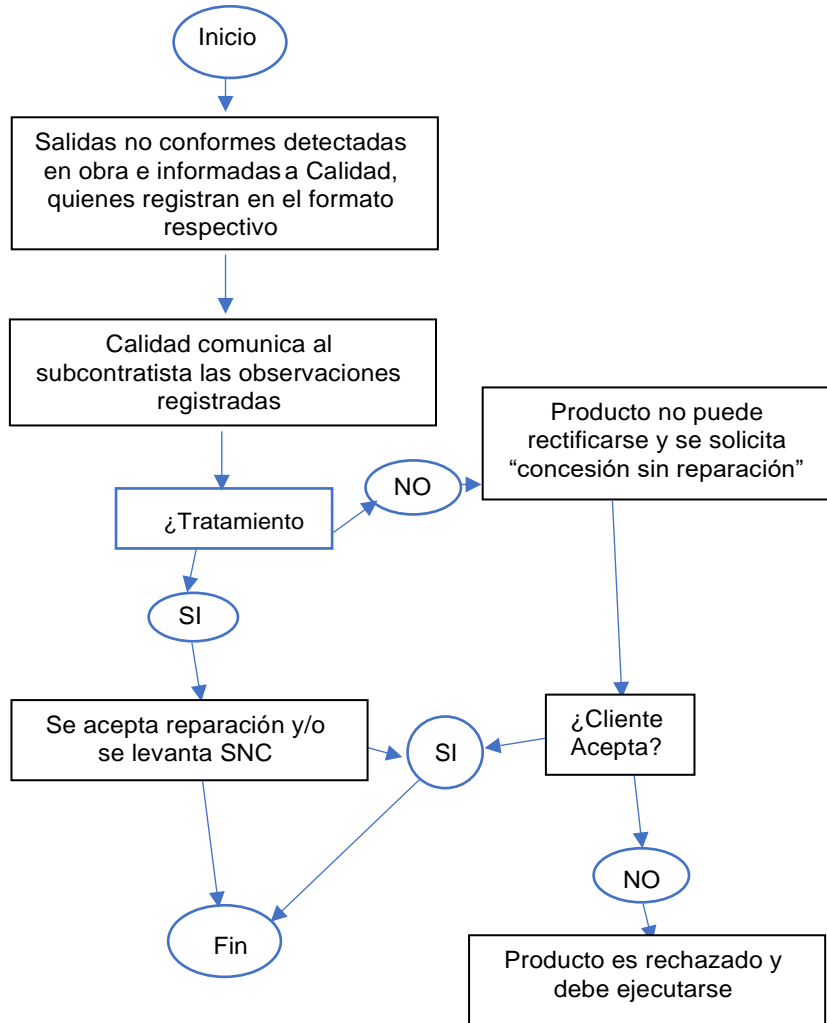 Inicio
Salidas no conformes detectadas
en obra e informadas a Calidad,
quienes registran en el formato
respectivo
Calidad comunica al
subcontratista las observaciones
registradas
Producto no puede
rectificarse y se solicita
“concesión sin reparación”
NO
¿Tratamiento
SI
Se acepta reparación y/o
se levanta SNC
SI
¿Cliente
Acepta?
NO
Fin
Producto es rechazado y
debe ejecutarse